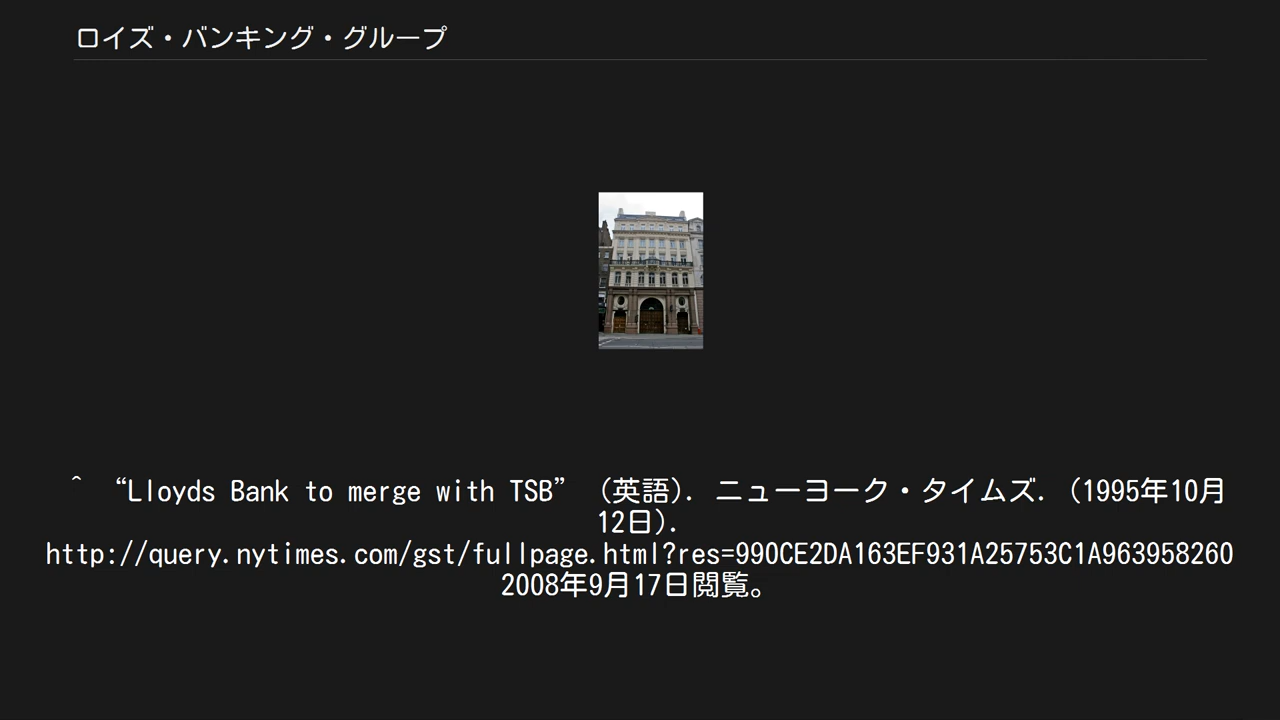 ロイズ・バンキング・グループ
^ “Lloyds Bank to merge with TSB” (英語). ニューヨーク・タイムズ. (1995年10月
12日).
http://query.nytimes.com/gst/fullpage.html?res=990CE2DA163EF931A25753C1A963958260
2008年9月17日閲覧。